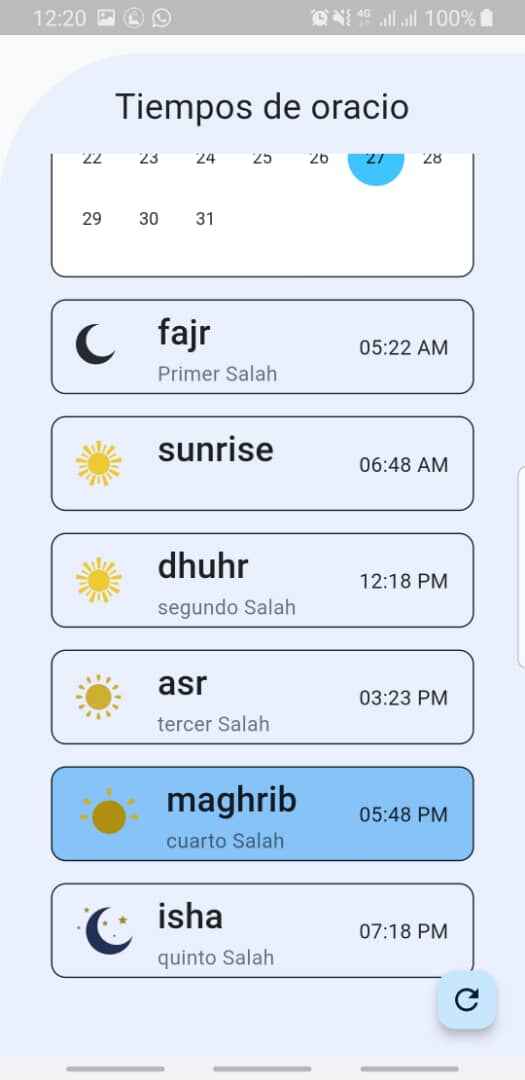 12:20 4G 100%
Tiempos de oracio
22 23 24 25 26 27 28
29 30 31
fajr
05:22 AM
Primer Salah
sunrise
06:48 AM
dhuhr
12:18 PM
segundo Salah
asr
03:23 PM
tercer Salah
maghrib
05:48 PM
cuarto Salah
isha
07:18 PM
quinto Salah